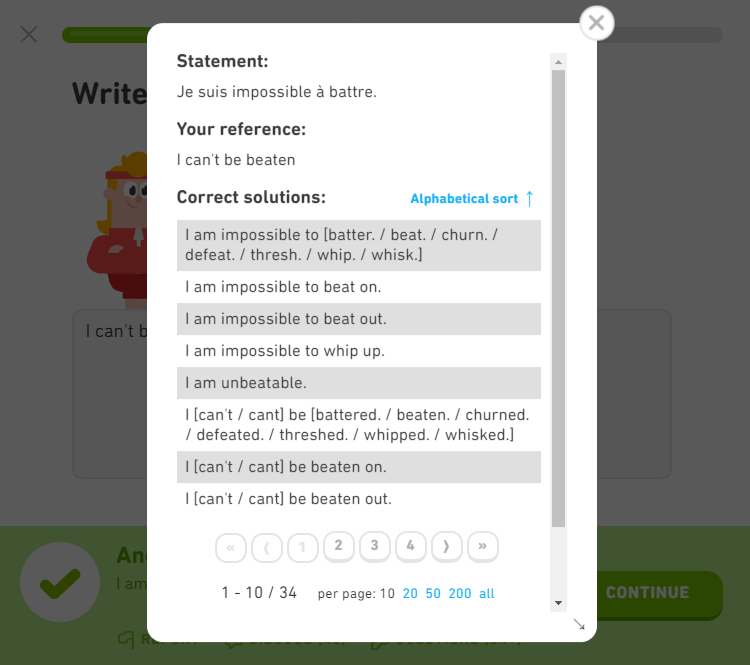 Write
Statement:
Je suis impossible à battre.
Your reference:
I can't be beaten
Correct solutions:
Alphabetical sort ↑
I am impossible to [batter. / beat. / churn. /
defeat. / thresh. / whip. / whisk.]
I am impossible to beat on.
I am impossible to beat out.
I am impossible to whip up.
I am unbeatable.
I [can't / cant] be [battered. / beaten. / churned.
/ defeated. / threshed. / whipped. / whisked.]
I [can't / cant] be beaten on.
I [can't / cant] be beaten out.
« ⟨ 1 2 3 4 ⟩ »
1 - 10 / 34 per page: 10 20 50 200 all
I can't b
I am
CONTINUE